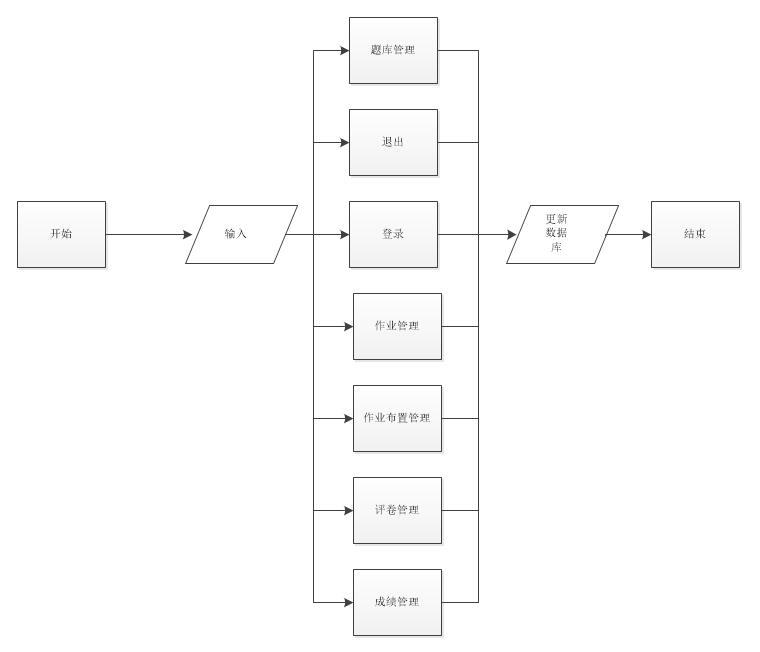 开始
输入
题库管理
退出
登录
作业管理
作业布置管理
评卷管理
成绩管理
更新
数据
库
结束